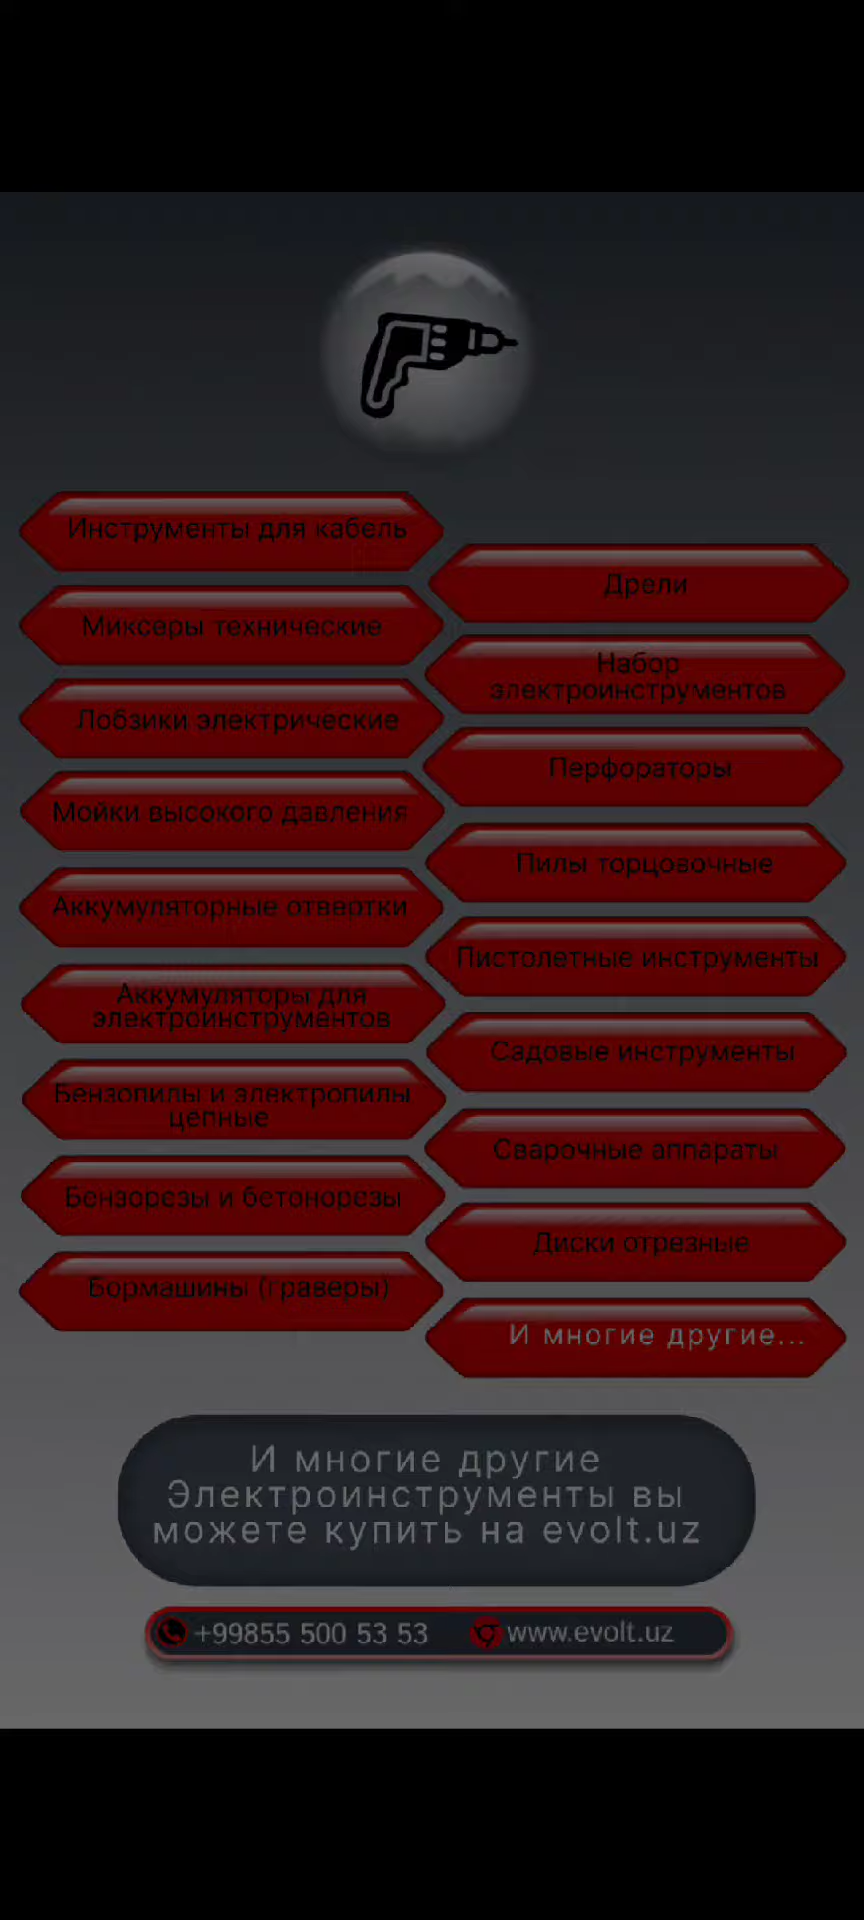 Инструменты для кабель
Дрели
Миксеры технические
Набор
электроинструментов
Лобзики электрические
Перфораторы
Мойки высокого давления
Пилы торцовочные
Аккумуляторные отвертки
Пистолетные инструменты
Аккумуляторы для
электроинструментов
Садовые инструменты
Бензопилы и электропилы
цепные
Сварочные аппараты
Бензорезы и бетонорезы
Диски отрезные
Бормашины (граверы)
И многие другие...
И многие другие
Электроинструменты вы
можете купить на evolt.uz
+99855 500 53 53 www.evolt.uz